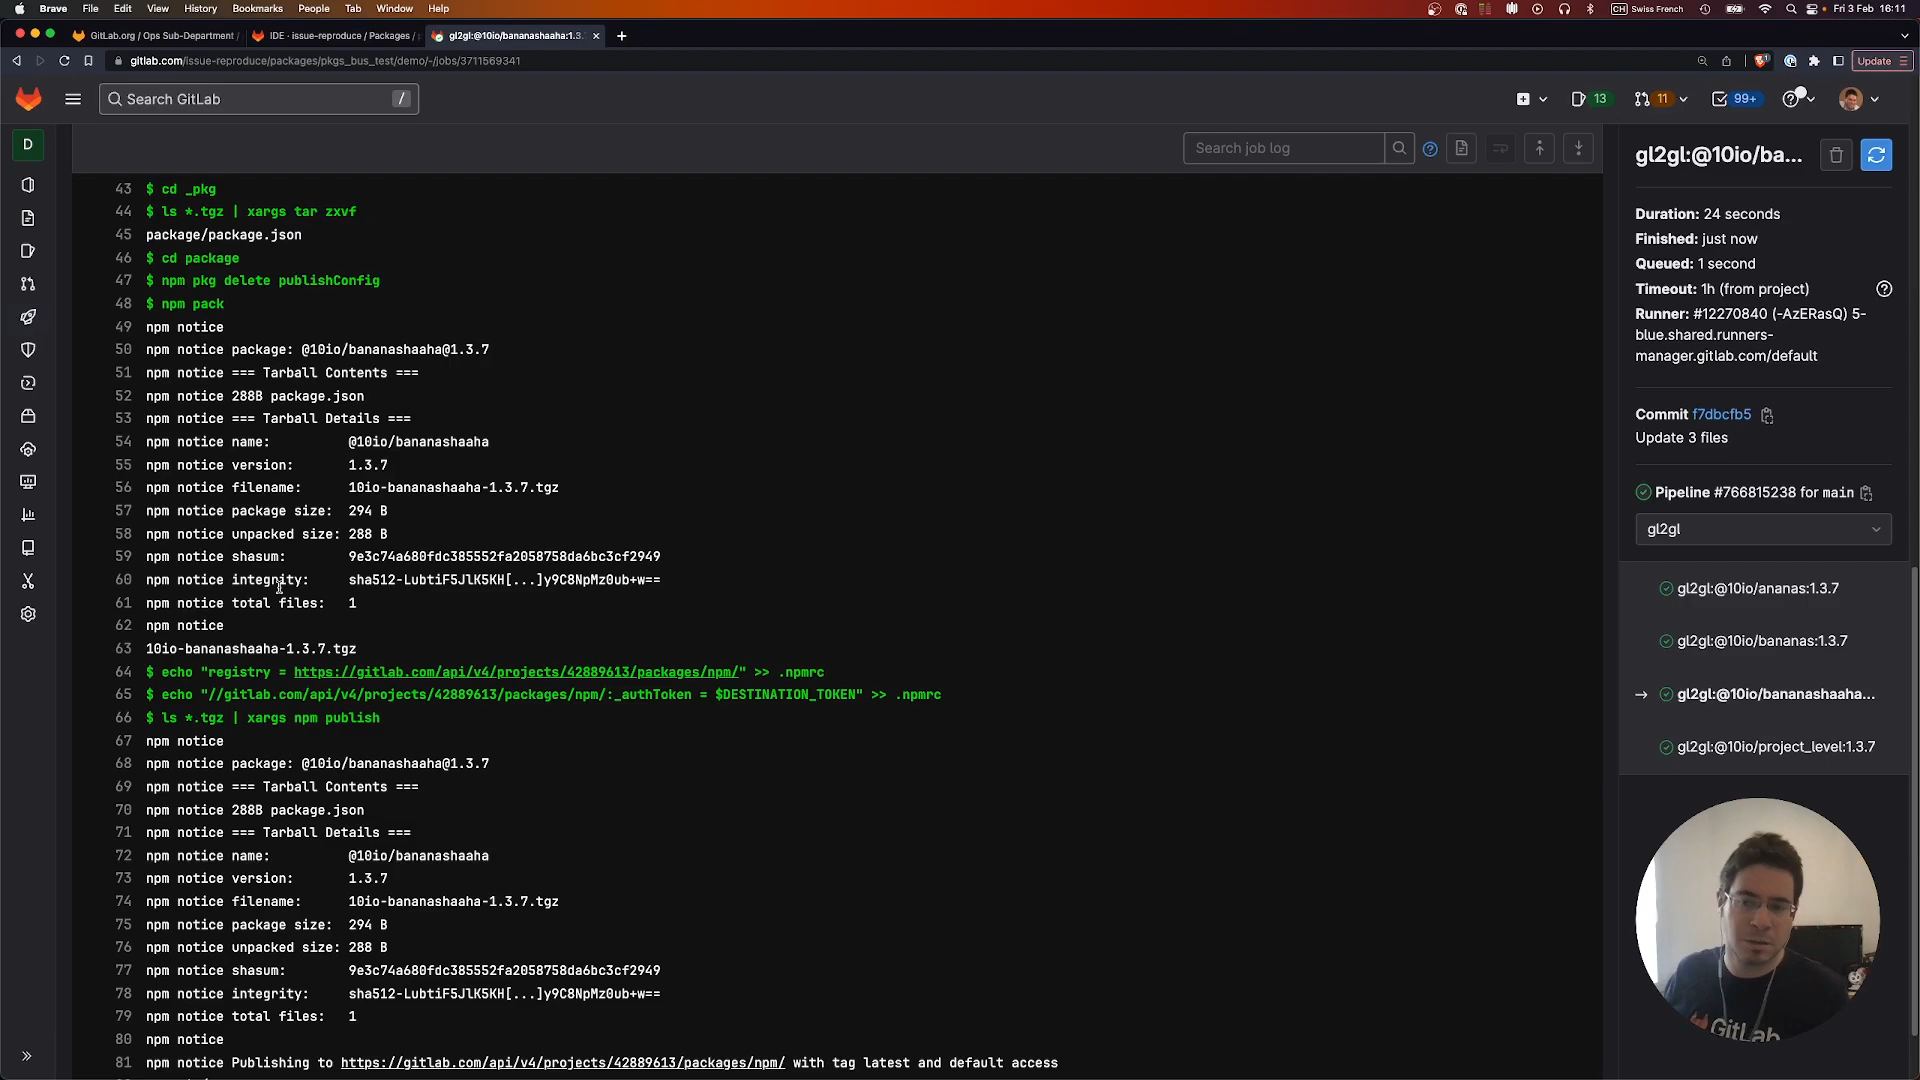 Brave File Edit View History Bookmarks People Tab Window Help
CH Swiss French Fri 3 Feb 16:11
GitLab.org / Ops Sub-Department / IDE · issue-reproduce / Packages / gl2gl:@10io/bananashaaha:1.3.
gitlab.com/issue-reproduce/packages/pkgs_bus_test/demo/-/jobs/3711569341
Update
Search GitLab /
13 11 99+
D
Search job log
43 $ cd _pkg
44 $ ls *.tgz | xargs tar zxvf
45 package/package.json
46 $ cd package
47 $ npm pkg delete publishConfig
48 $ npm pack
49 npm notice
50 npm notice package: @10io/bananashaaha@1.3.7
51 npm notice === Tarball Contents ===
52 npm notice 288B package.json
53 npm notice === Tarball Details ===
54 npm notice name: @10io/bananashaaha
55 npm notice version: 1.3.7
56 npm notice filename: 10io-bananashaaha-1.3.7.tgz
57 npm notice package size: 294 B
58 npm notice unpacked size: 288 B
59 npm notice shasum: 9e3c74a680fdc385552fa2058758da6bc3cf2949
60 npm notice integrity: sha512-LubtiF5JlK5KH[...]y9C8NpMz0ub+w==
61 npm notice total files: 1
62 npm notice
63 10io-bananashaaha-1.3.7.tgz
64 $ echo "registry = https://gitlab.com/api/v4/projects/42889613/packages/npm/" >> .npmrc
65 $ echo "//gitlab.com/api/v4/projects/42889613/packages/npm/:_authToken = $DESTINATION_TOKEN" >> .npmrc
66 $ ls *.tgz | xargs npm publish
67 npm notice
68 npm notice package: @10io/bananashaaha@1.3.7
69 npm notice === Tarball Contents ===
70 npm notice 288B package.json
71 npm notice === Tarball Details ===
72 npm notice name: @10io/bananashaaha
73 npm notice version: 1.3.7
74 npm notice filename: 10io-bananashaaha-1.3.7.tgz
75 npm notice package size: 294 B
76 npm notice unpacked size: 288 B
77 npm notice shasum: 9e3c74a680fdc385552fa2058758da6bc3cf2949
78 npm notice integrity: sha512-LubtiF5JlK5KH[...]y9C8NpMz0ub+w==
79 npm notice total files: 1
80 npm notice
81 npm notice Publishing to https://gitlab.com/api/v4/projects/42889613/packages/npm/ with tag latest and default access
gl2gl:@10io/ba...
Duration: 24 seconds
Finished: just now
Queued: 1 second
Timeout: 1h (from project)
Runner: #12270840 (-AzERasQ) 5-
blue.shared.runners-
manager.gitlab.com/default
Commit f7dbcfb5
Update 3 files
Pipeline #766815238 for main
gl2gl
gl2gl:@10io/ananas:1.3.7
gl2gl:@10io/bananas:1.3.7
→ gl2gl:@10io/bananashaaha...
gl2gl:@10io/project_level:1.3.7
GitLab